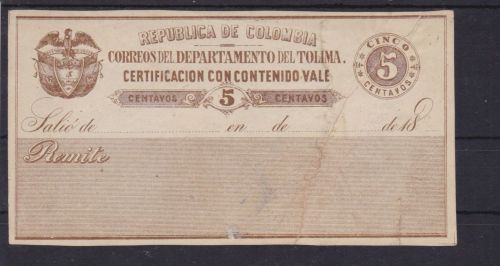 REPUBLICA DE COLOMBIA
CORREOS DEL DEPARTAMENTO DEL TOLIMA.
CERTIFICACION CON CONTENIDO-VALE
CENTAVOS 5 CENTAVOS
CINCO
5
CENTAVOS
Salió de en de de 18
Remite